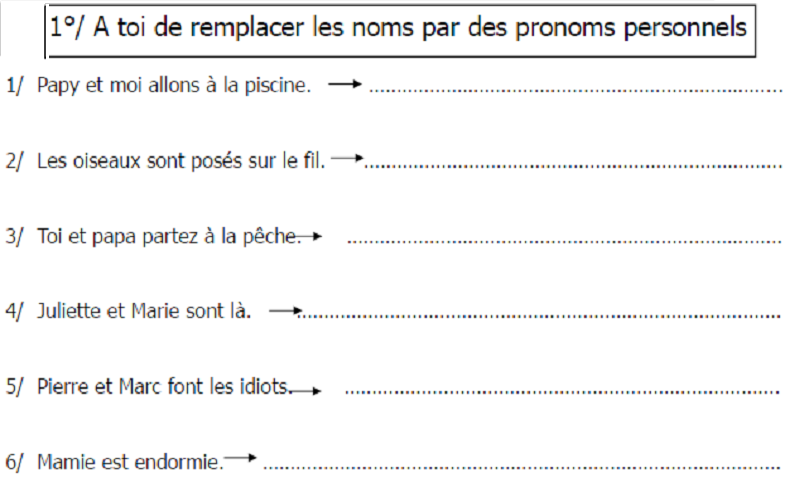 1°/ A toi de remplacer les noms par des pronoms personnels
1/ Papy et moi allons à la piscine. → ........................................................................
2/ Les oiseaux sont posés sur le fil. → ........................................................................
3/ Toi et papa partez à la pêche. → ........................................................................
4/ Juliette et Marie sont là. → ........................................................................
5/ Pierre et Marc font les idiots. → ........................................................................
6/ Mamie est endormie. → ........................................................................